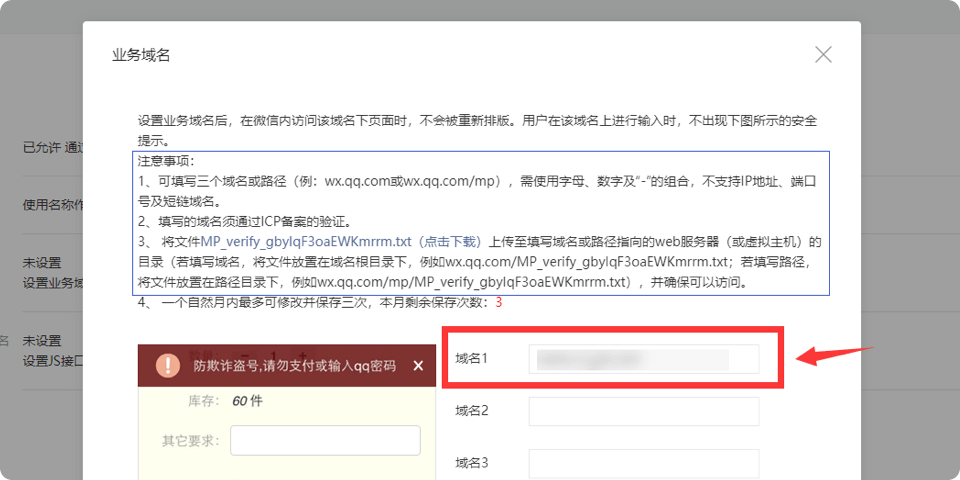 业务域名
设置业务域名后，在微信内访问该域名下页面时，不会被重新排版。用户在该域名上进行输入时，不出现下图所示的安全
提示。
注意事项：
1、可填写三个域名或路径（例：wx.qq.com或wx.qq.com/mp），需使用字母、数字及“-”的组合，不支持IP地址、端口
号及短链域名。
2、填写的域名须通过ICP备案的验证。
3、 将文件MP_verify_gbyIqF3oaEWKmrrm.txt（点击下载）上传至填写域名或路径指向的web服务器（或虚拟主机）的
目录（若填写域名，将文件放置在域名根目录下，例如wx.qq.com/MP_verify_gbyIqF3oaEWKmrrm.txt；若填写路径，
将文件放置在路径目录下，例如wx.qq.com/mp/MP_verify_gbyIqF3oaEWKmrrm.txt），并确保可以访问。
4、 一个自然月内最多可修改并保存三次，本月剩余保存次数：3
已允许 通
使用名称作
未设置
设置业务域
名 未设置
设置JS接口
防欺诈盗号,请勿支付或输入qq密码
库存： 60 件
其它要求：
域名1
域名2
域名3